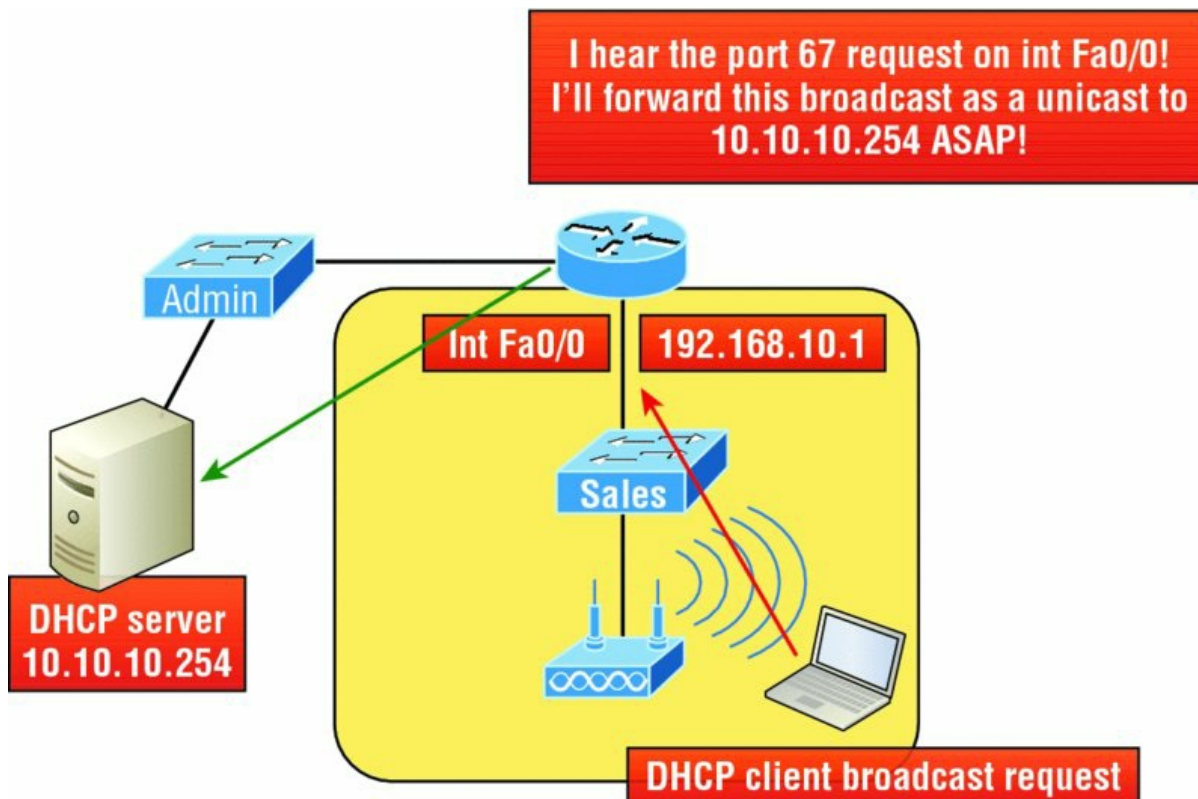 I hear the port 67 request on int Fa0/0!
I'll forward this broadcast as a unicast to
10.10.10.254 ASAP!
Admin
Int Fa0/0
192.168.10.1
Sales
DHCP server
10.10.10.254
DHCP client broadcast request